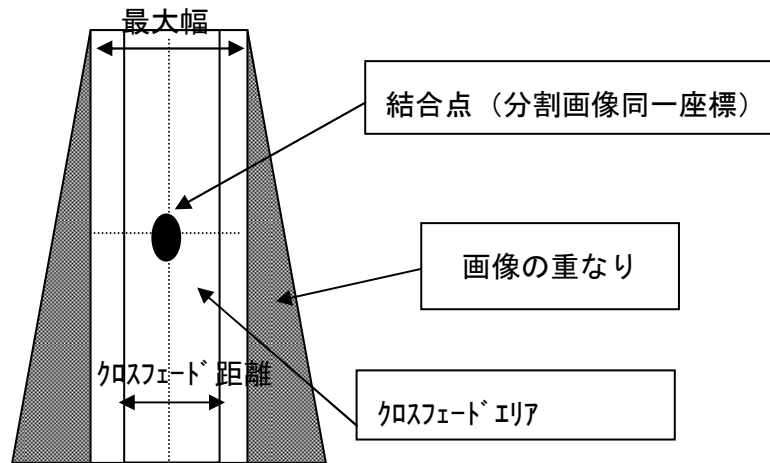 最大幅
結合点（分割画像同一座標）
画像の重なり
ｸﾛｽﾌｪｰﾄﾞ距離
ｸﾛｽﾌｪｰﾄﾞｴﾘｱ